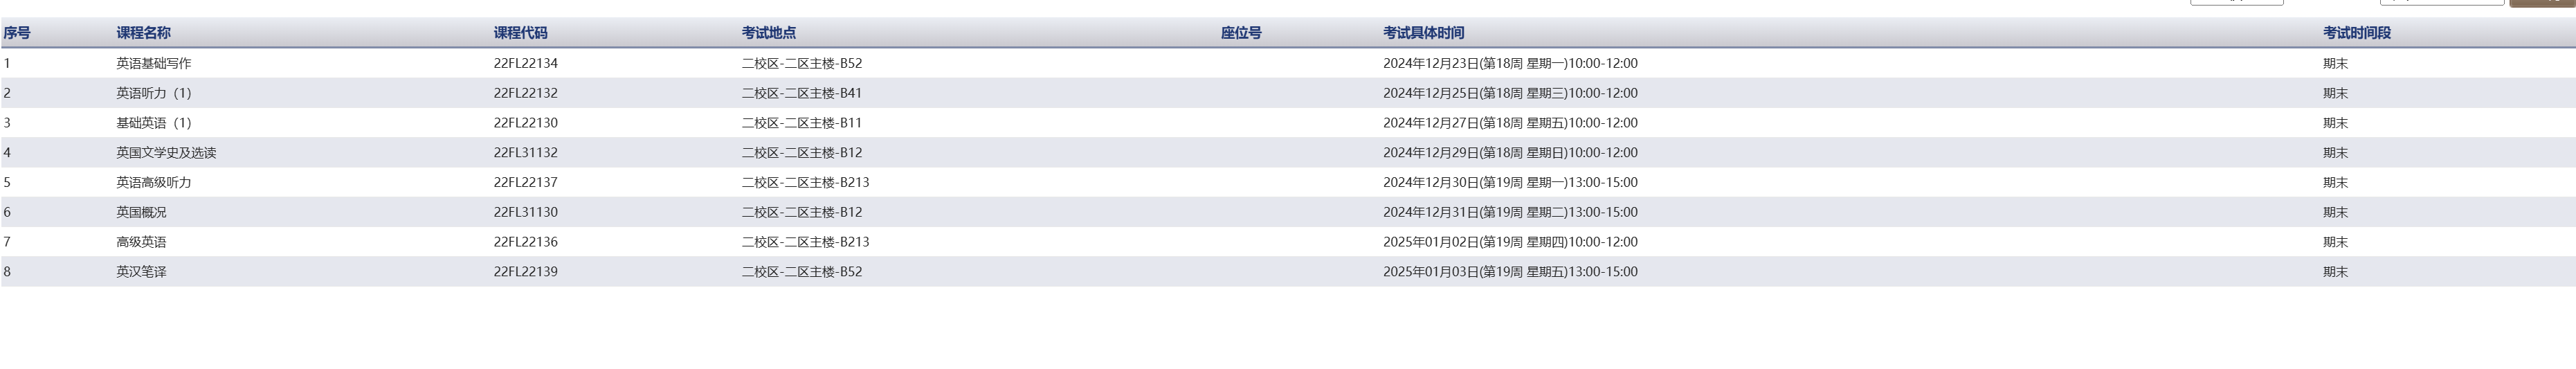 序号 课程名称 课程代码 考试地点 座位号 考试具体时间 考试时间段
1 英语基础写作 22FL22134 二校区-二区主楼-B52 2024年12月23日(第18周 星期一)10:00-12:00 期末
2 英语听力（1） 22FL22132 二校区-二区主楼-B41 2024年12月25日(第18周 星期三)10:00-12:00 期末
3 基础英语（1） 22FL22130 二校区-二区主楼-B11 2024年12月27日(第18周 星期五)10:00-12:00 期末
4 英国文学史及选读 22FL31132 二校区-二区主楼-B12 2024年12月29日(第18周 星期日)10:00-12:00 期末
5 英语高级听力 22FL22137 二校区-二区主楼-B213 2024年12月30日(第19周 星期一)13:00-15:00 期末
6 英国概况 22FL31130 二校区-二区主楼-B12 2024年12月31日(第19周 星期二)13:00-15:00 期末
7 高级英语 22FL22136 二校区-二区主楼-B213 2025年01月02日(第19周 星期四)10:00-12:00 期末
8 英汉笔译 22FL22139 二校区-二区主楼-B52 2025年01月03日(第19周 星期五)13:00-15:00 期末